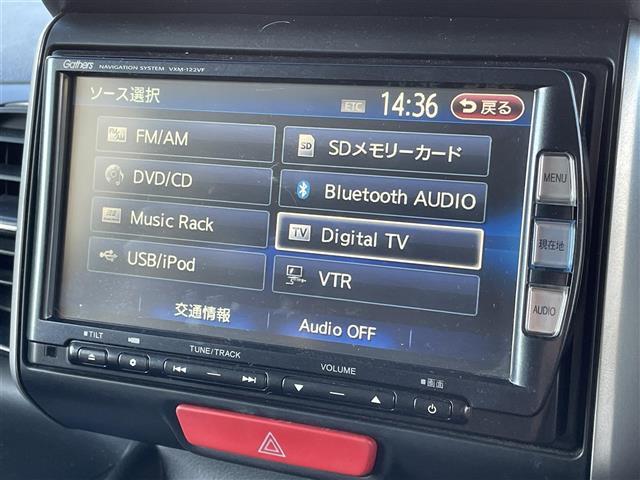 Gathers NAVIGATION SYSTEM VXM-122VF
ソース選択
ETC 14:36 戻る
FM/AM
SDメモリーカード
DVD/CD
Bluetooth AUDIO
Music Rack
TV Digital TV
USB/iPod
VTR
交通情報
Audio OFF
MENU
現在地
AUDIO
TILT
TUNE/TRACK
VOLUME
画面